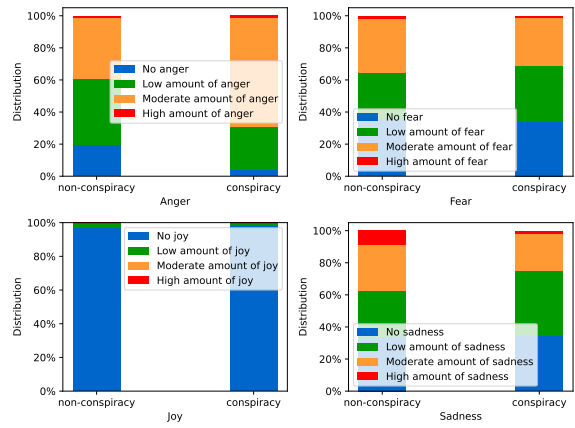 100%
80%
60%
40%
20%
0%
Distribution
No anger
Low amount of anger
Moderate amount of anger
High amount of anger
non-conspiracy
conspiracy
Anger
100%
80%
60%
40%
20%
0%
Distribution
No fear
Low amount of fear
Moderate amount of fear
High amount of fear
non-conspiracy
conspiracy
Fear
100%
80%
60%
40%
20%
0%
Distribution
No joy
Low amount of joy
Moderate amount of joy
High amount of joy
non-conspiracy
conspiracy
Joy
100%
80%
60%
40%
20%
0%
Distribution
No sadness
Low amount of sadness
Moderate amount of sadness
High amount of sadness
non-conspiracy
conspiracy
Sadness